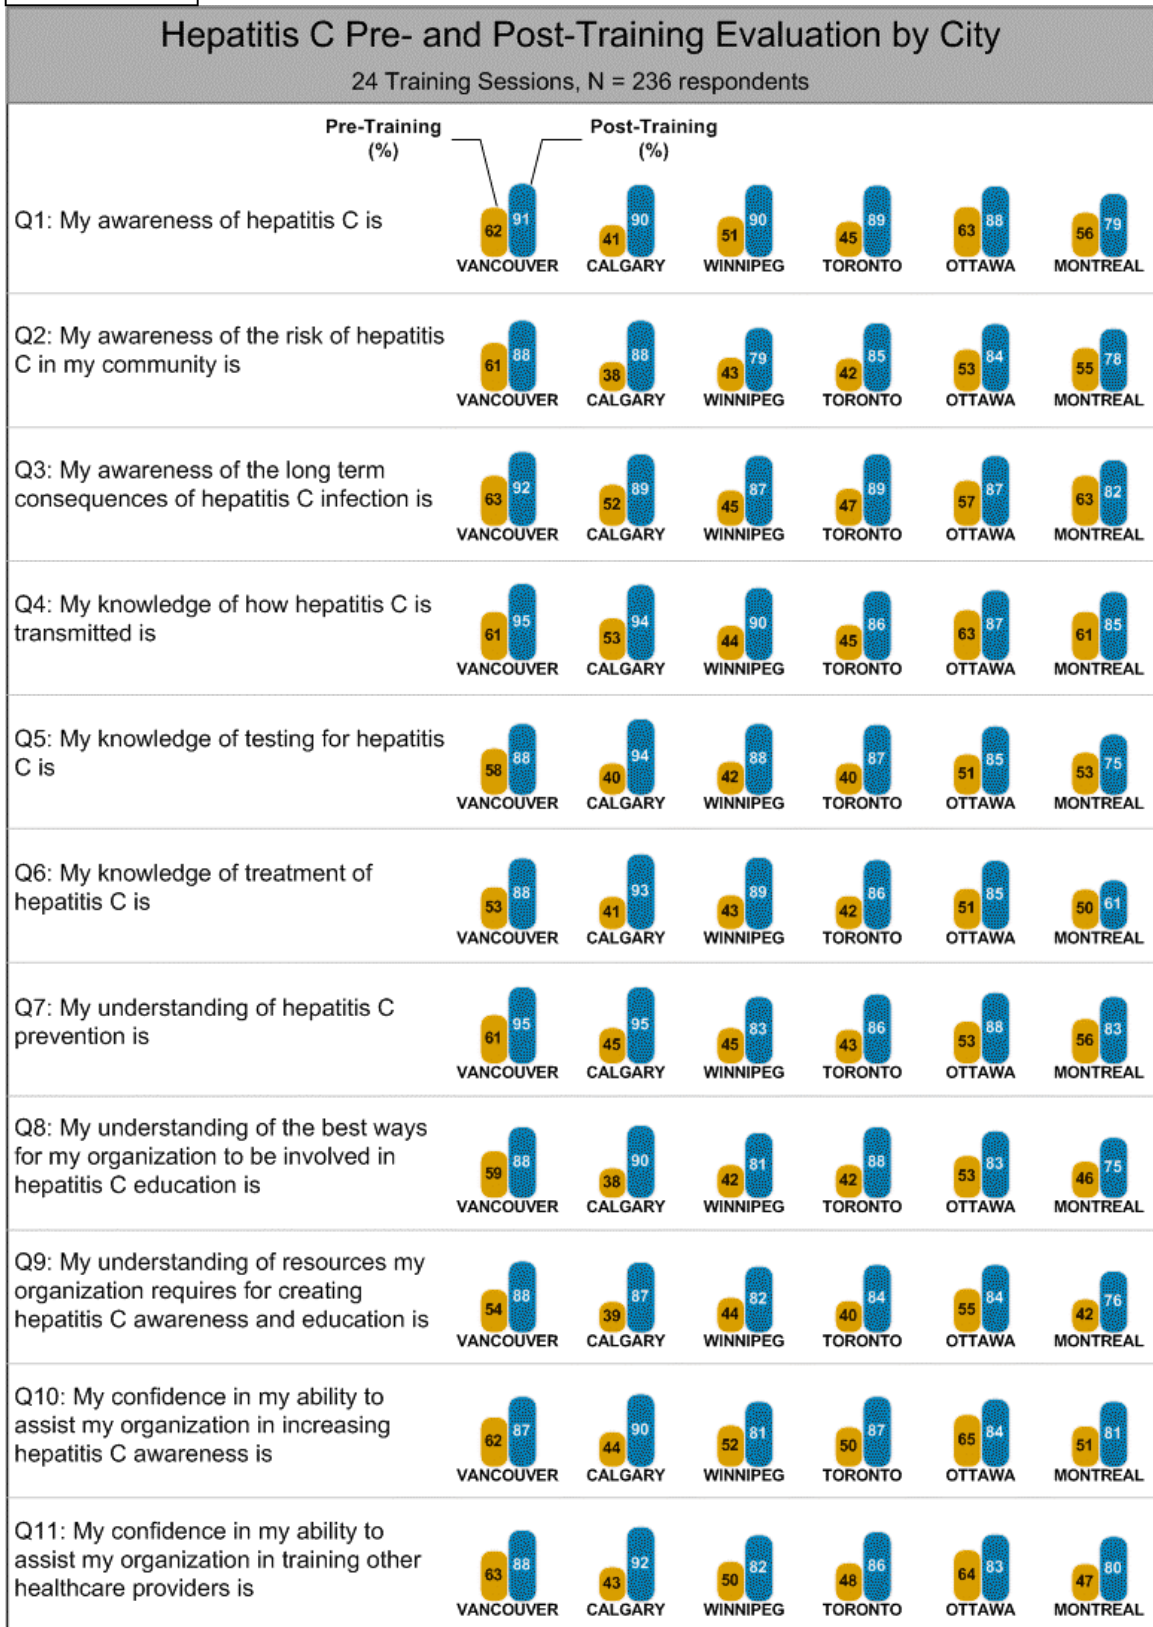 Hepatitis C Pre- and Post-Training Evaluation by City
24 Training Sessions, N = 236 respondents
Pre-Training
(%)
Post-Training
(%)
Q1: My awareness of hepatitis C is
62 91 41 90 51 90 45 89 63 88 56 79
VANCOUVER CALGARY WINNIPEG TORONTO OTTAWA MONTREAL
Q2: My awareness of the risk of hepatitis
C in my community is
61 88 38 88 43 79 42 85 53 84 55 78
VANCOUVER CALGARY WINNIPEG TORONTO OTTAWA MONTREAL
Q3: My awareness of the long term
consequences of hepatitis C infection is
63 92 52 89 45 87 47 89 57 87 63 82
VANCOUVER CALGARY WINNIPEG TORONTO OTTAWA MONTREAL
Q4: My knowledge of how hepatitis C is
transmitted is
61 95 53 94 44 90 45 86 63 87 61 85
VANCOUVER CALGARY WINNIPEG TORONTO OTTAWA MONTREAL
Q5: My knowledge of testing for hepatitis
C is
58 88 40 94 42 88 40 87 51 85 53 75
VANCOUVER CALGARY WINNIPEG TORONTO OTTAWA MONTREAL
Q6: My knowledge of treatment of
hepatitis C is
53 88 41 93 43 89 42 86 51 85 50 61
VANCOUVER CALGARY WINNIPEG TORONTO OTTAWA MONTREAL
Q7: My understanding of hepatitis C
prevention is
61 95 45 95 45 83 43 86 53 88 56 83
VANCOUVER CALGARY WINNIPEG TORONTO OTTAWA MONTREAL
Q8: My understanding of the best ways
for my organization to be involved in
hepatitis C education is
59 88 38 90 42 81 42 88 53 83 46 75
VANCOUVER CALGARY WINNIPEG TORONTO OTTAWA MONTREAL
Q9: My understanding of resources my
organization requires for creating
hepatitis C awareness and education is
54 88 39 87 44 82 40 84 55 84 42 76
VANCOUVER CALGARY WINNIPEG TORONTO OTTAWA MONTREAL
Q10: My confidence in my ability to
assist my organization in increasing
hepatitis C awareness is
62 87 44 90 52 81 50 87 65 84 51 81
VANCOUVER CALGARY WINNIPEG TORONTO OTTAWA MONTREAL
Q11: My confidence in my ability to
assist my organization in training other
healthcare providers is
63 88 43 92 50 82 48 86 64 83 47 80
VANCOUVER CALGARY WINNIPEG TORONTO OTTAWA MONTREAL